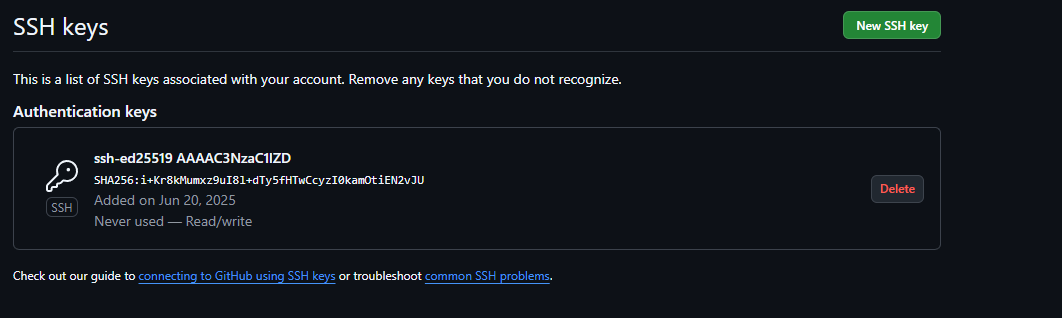 SSH keys
New SSH key
This is a list of SSH keys associated with your account. Remove any keys that you do not recognize.
Authentication keys
ssh-ed25519 AAAAC3NzaC1lZD
SHA256:i+Kr8kMumxz9uI8l+dTy5fHTwCcyzI0kamOtiEN2vJU
Added on Jun 20, 2025
Never used — Read/write
SSH
Delete
Check out our guide to connecting to GitHub using SSH keys or troubleshoot common SSH problems.